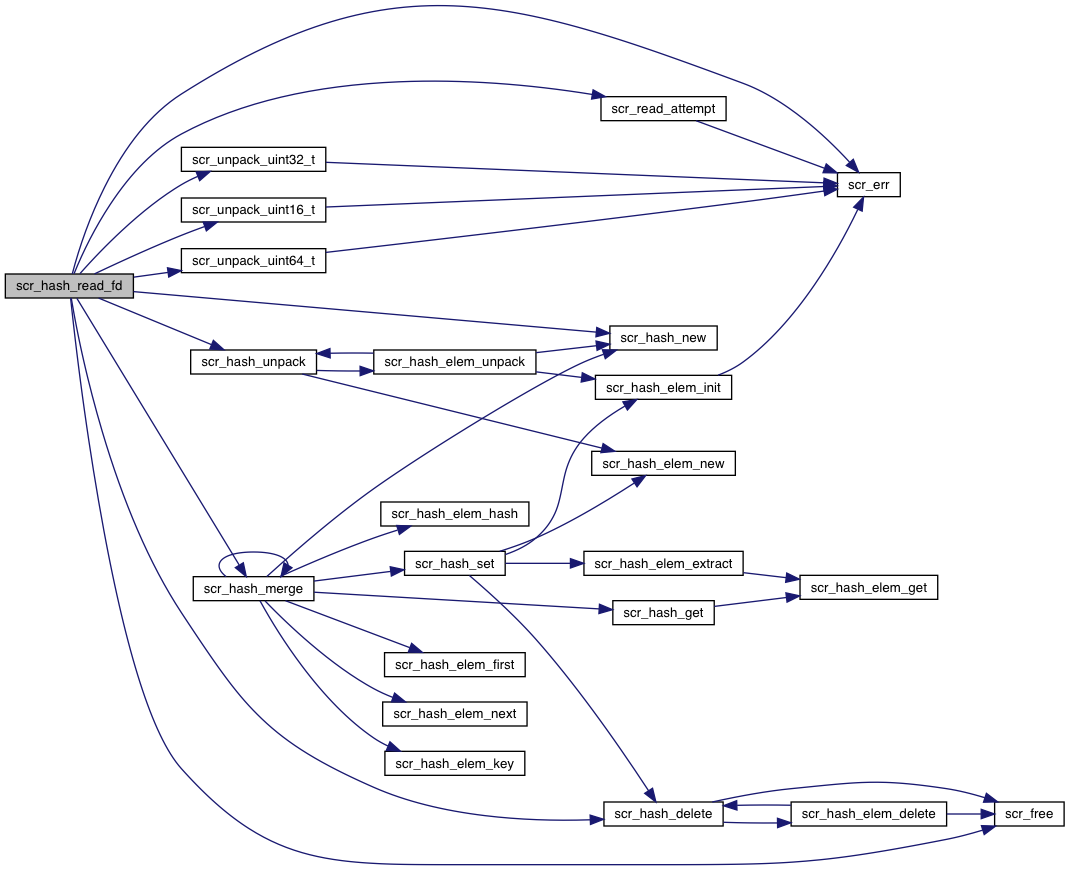 scr_read_attempt
scr_unpack_uint32_t
scr_err
scr_unpack_uint16_t
scr_unpack_uint64_t
scr_hash_read_fd
scr_hash_new
scr_hash_unpack
scr_hash_elem_unpack
scr_hash_elem_init
scr_hash_elem_new
scr_hash_elem_hash
scr_hash_set
scr_hash_elem_extract
scr_hash_merge
scr_hash_elem_get
scr_hash_get
scr_hash_elem_first
scr_hash_elem_next
scr_hash_elem_key
scr_hash_delete
scr_hash_elem_delete
scr_free